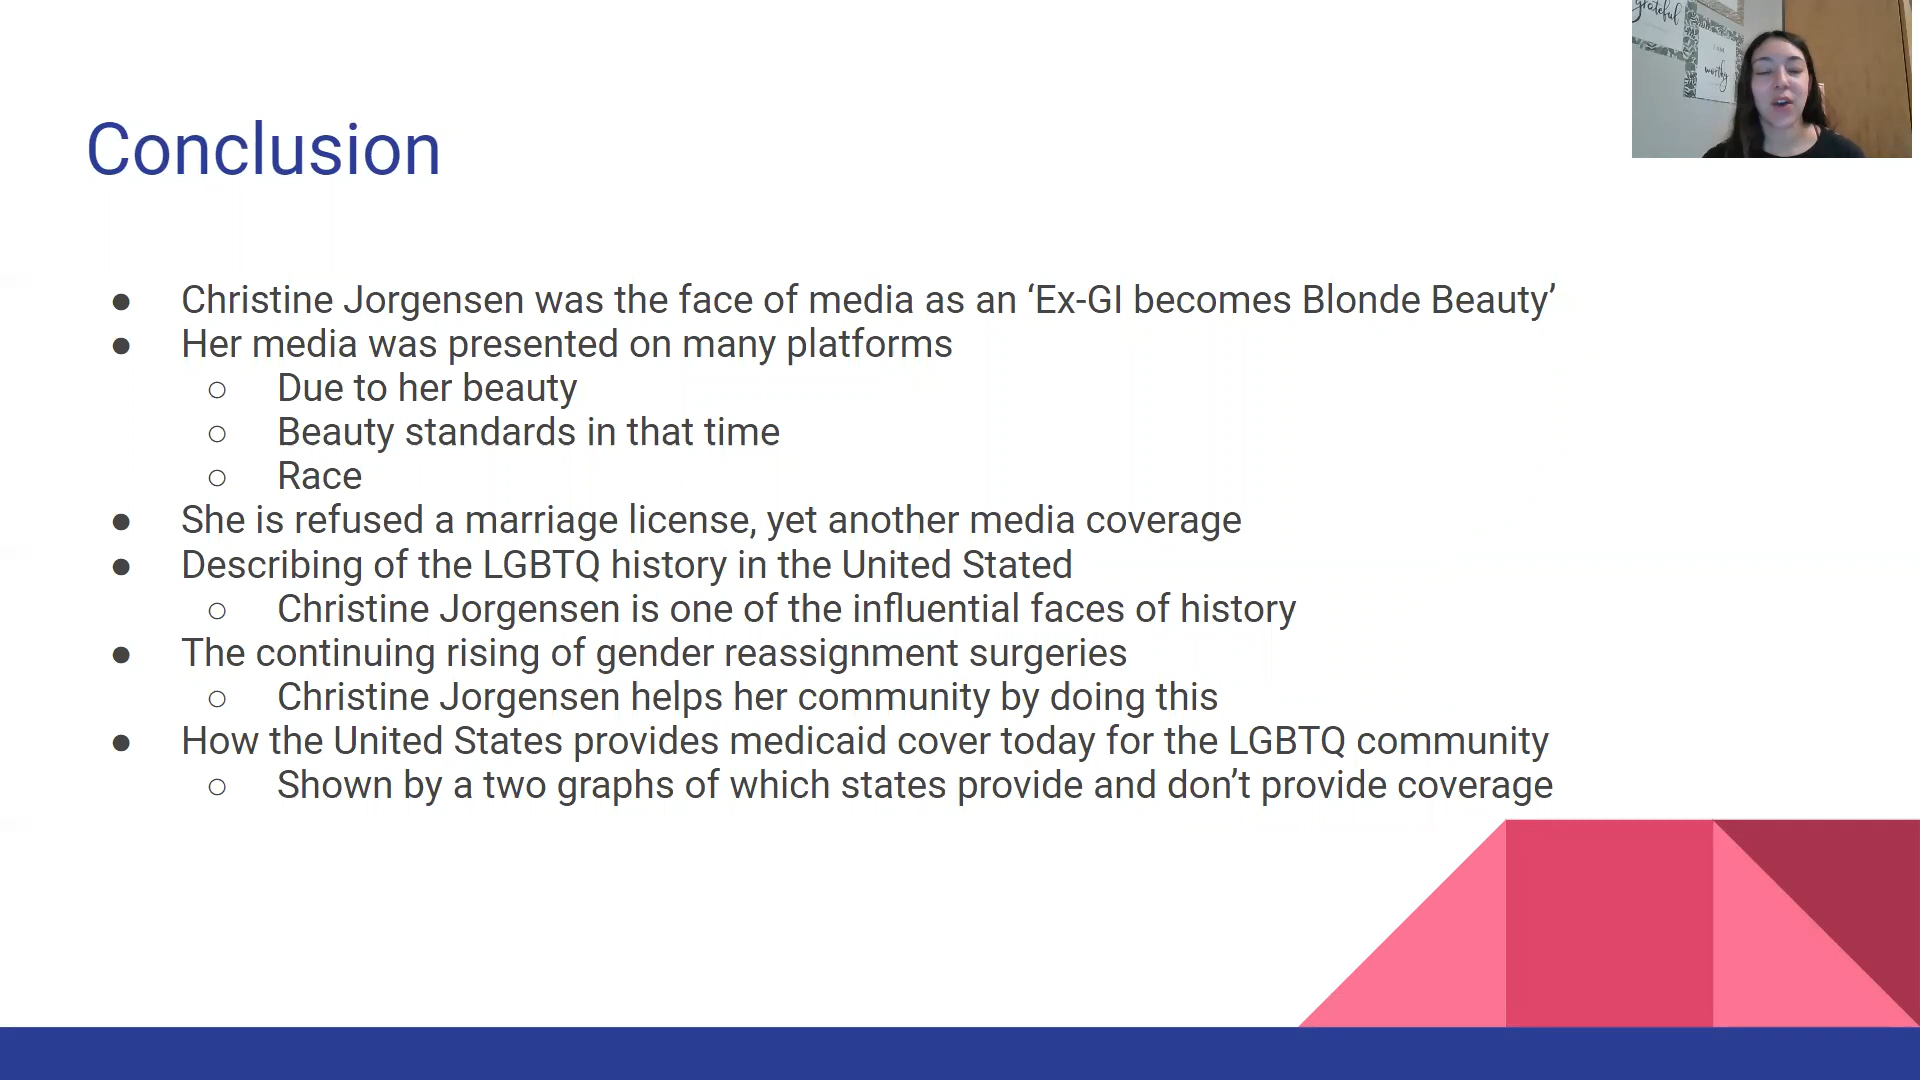 grateful
worthy
Conclusion
● Christine Jorgensen was the face of media as an ‘Ex-GI becomes Blonde Beauty’
● Her media was presented on many platforms
○ Due to her beauty
○ Beauty standards in that time
○ Race
● She is refused a marriage license, yet another media coverage
● Describing of the LGBTQ history in the United Stated
○ Christine Jorgensen is one of the influential faces of history
● The continuing rising of gender reassignment surgeries
○ Christine Jorgensen helps her community by doing this
● How the United States provides medicaid cover today for the LGBTQ community
○ Shown by a two graphs of which states provide and don’t provide coverage